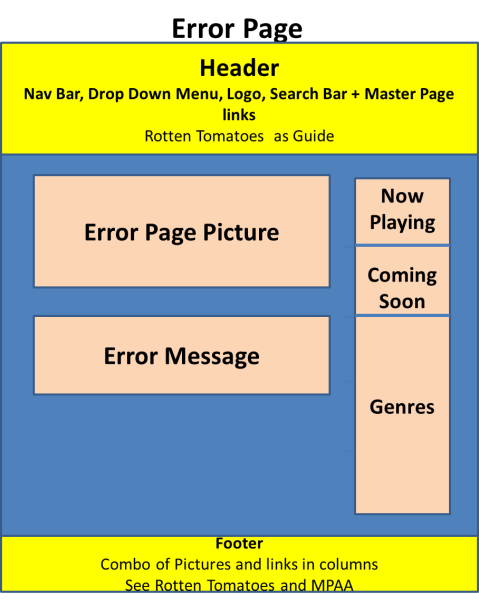 Error Page
Header
Nav Bar, Drop Down Menu, Logo, Search Bar + Master Page
links
Rotten Tomatoes as Guide
Error Page Picture
Now
Playing
Coming
Soon
Error Message
Genres
Footer
Combo of Pictures and links in columns
See Rotten Tomatoes and MPAA